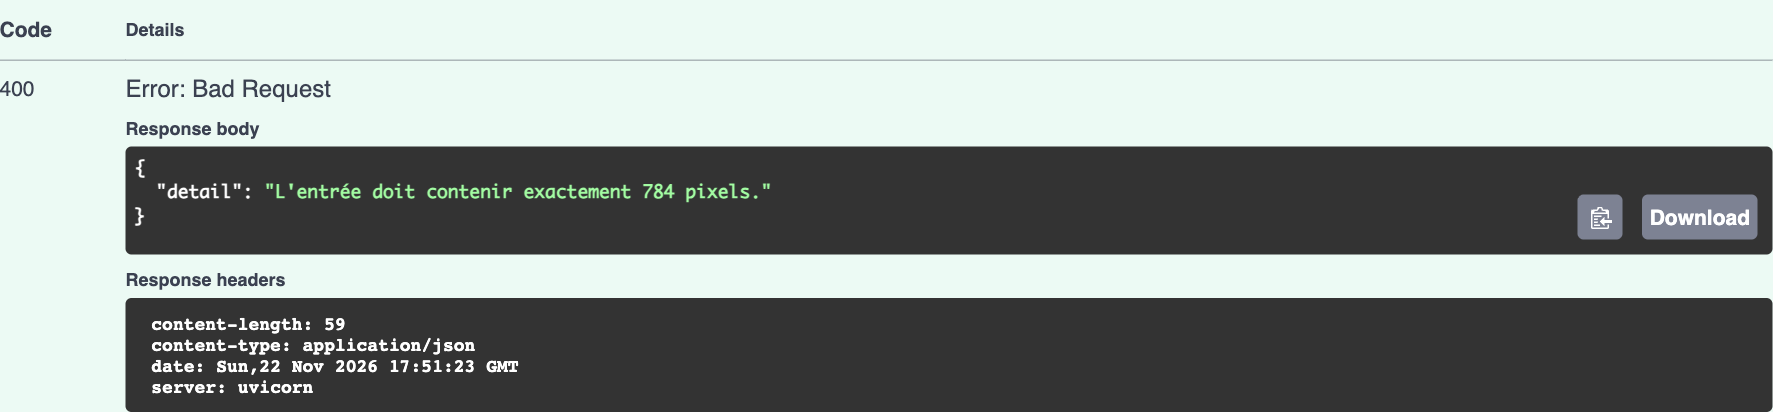 Code Details
400 Error: Bad Request
Response body
{
"detail": "L'entrée doit contenir exactement 784 pixels."
}
Download
Response headers
content-length: 59
content-type: application/json
date: Sun,22 Nov 2026 17:51:23 GMT
server: uvicorn